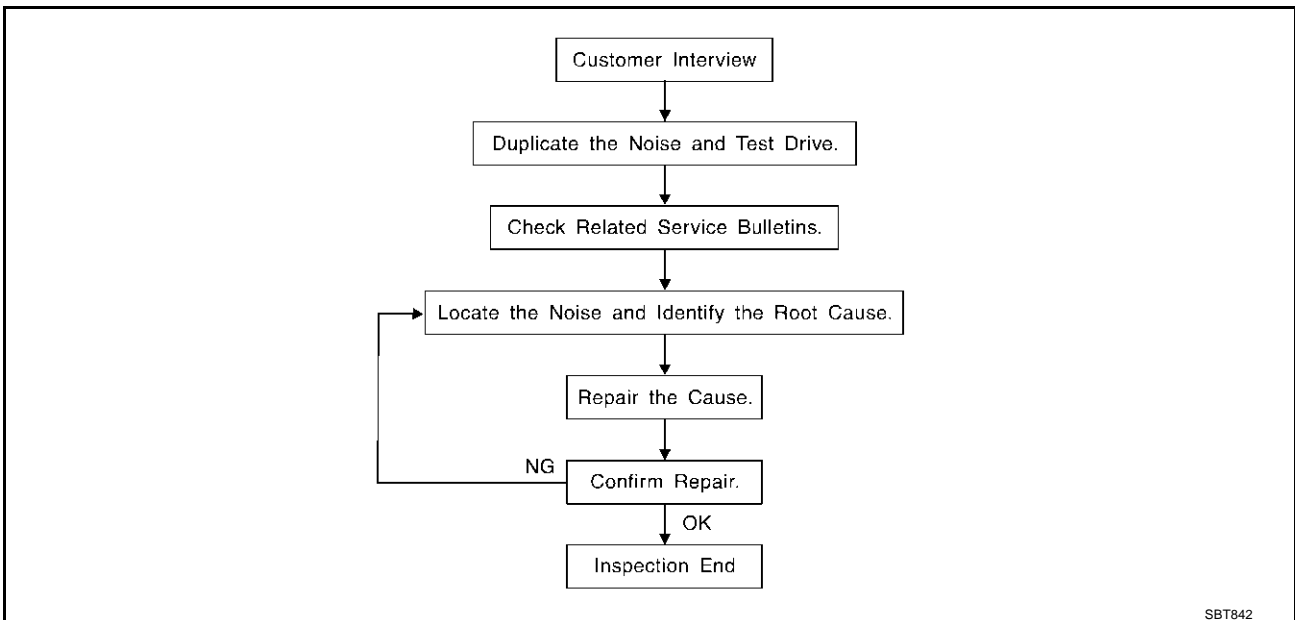 Customer Interview
Duplicate the Noise and Test Drive.
Check Related Service Bulletins.
Locate the Noise and Identify the Root Cause.
Repair the Cause.
NG
Confirm Repair.
OK
Inspection End
SBT842